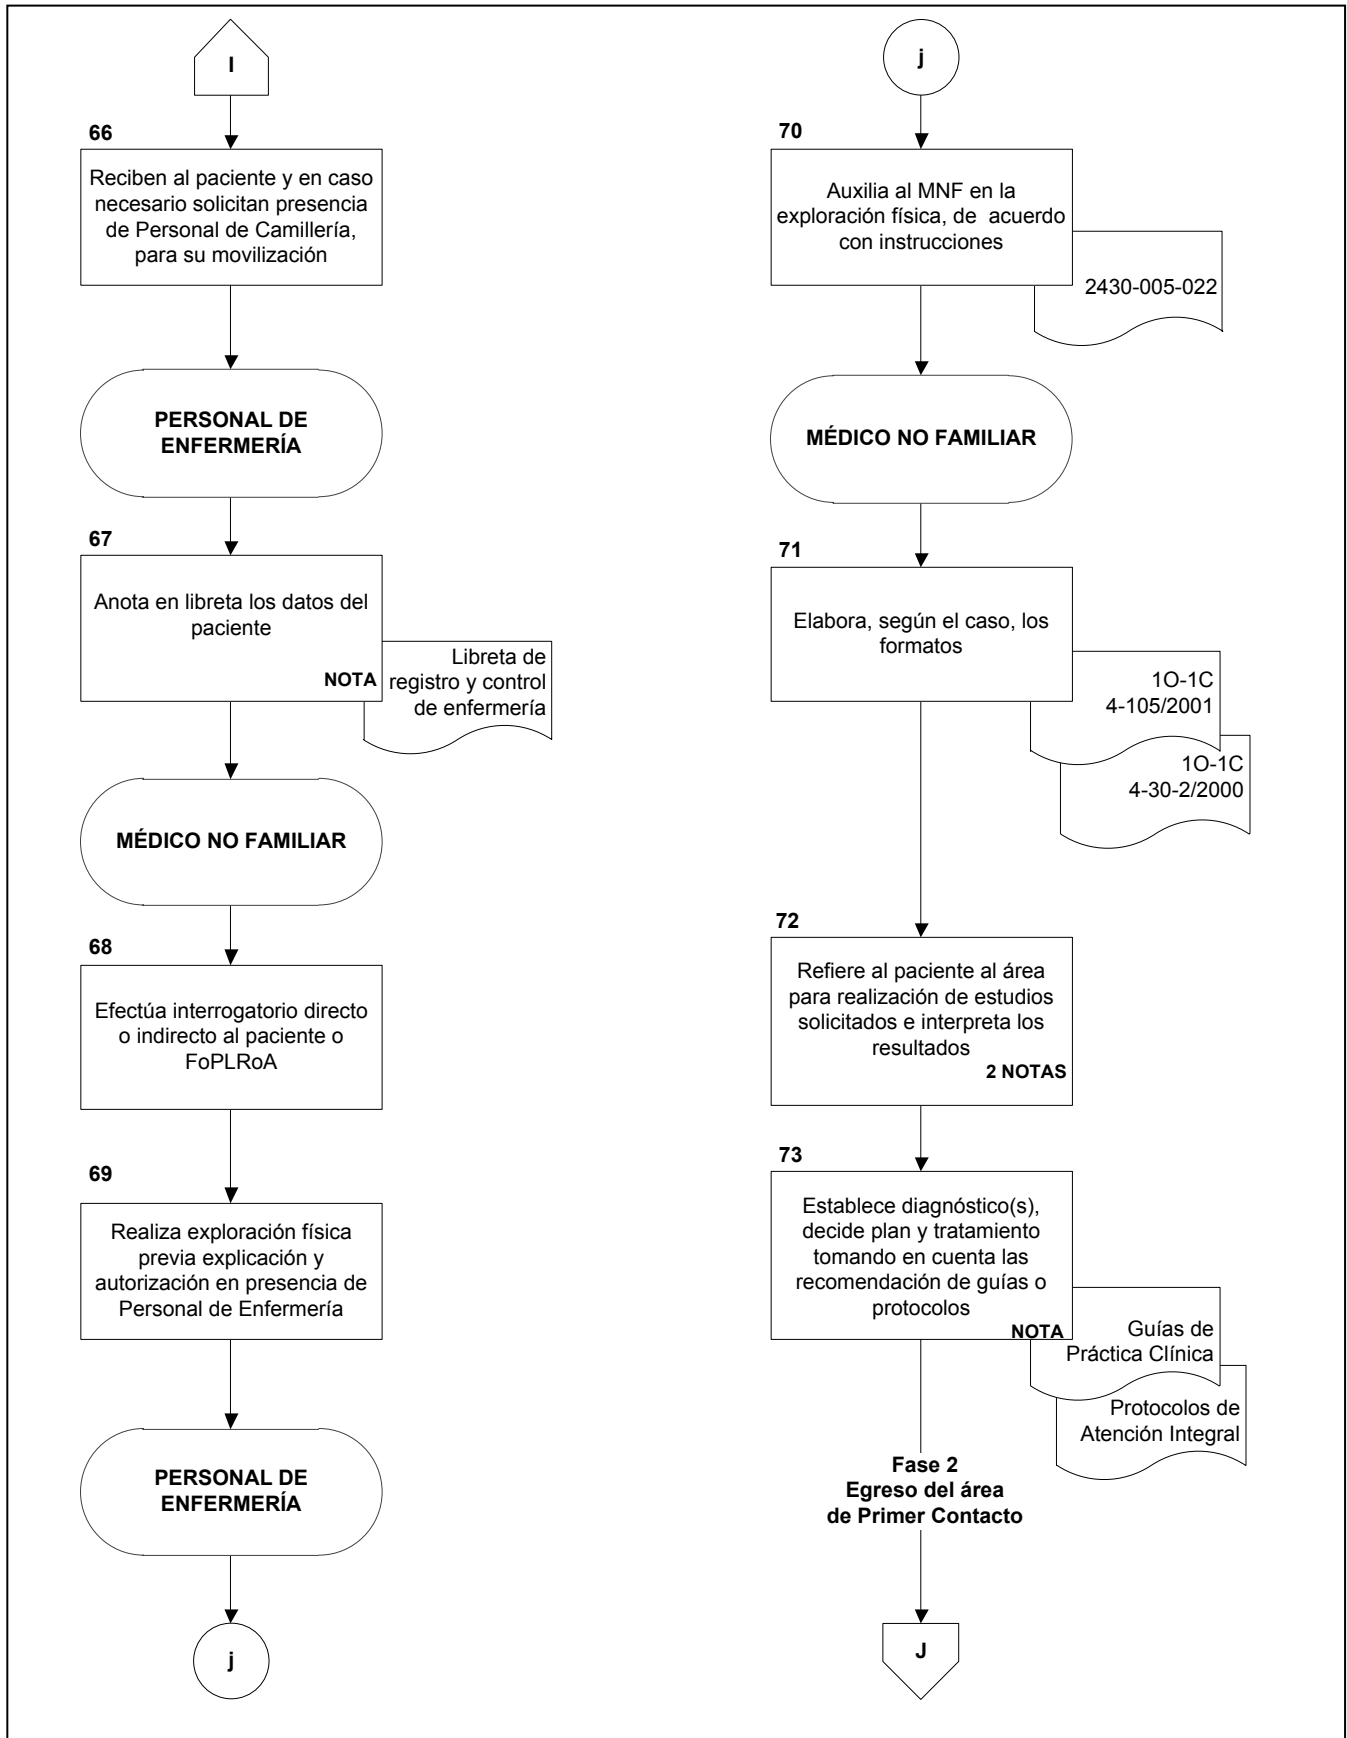 I
66
Reciben al paciente y en caso
necesario solicitan presencia
de Personal de Camillería,
para su movilización
PERSONAL DE
ENFERMERÍA
67
Anota en libreta los datos del
paciente
NOTA
Libreta de
registro y control
de enfermería
MÉDICO NO FAMILIAR
68
Efectúa interrogatorio directo
o indirecto al paciente o
FoPLRoA
69
Realiza exploración física
previa explicación y
autorización en presencia de
Personal de Enfermería
PERSONAL DE
ENFERMERÍA
j
j
70
Auxilia al MNF en la
exploración física, de acuerdo
con instrucciones
2430-005-022
MÉDICO NO FAMILIAR
71
Elabora, según el caso, los
formatos
1O-1C
4-105/2001
1O-1C
4-30-2/2000
72
Refiere al paciente al área
para realización de estudios
solicitados e interpreta los
resultados
2 NOTAS
73
Establece diagnóstico(s),
decide plan y tratamiento
tomando en cuenta las
recomendación de guías o
protocolos
NOTA
Guías de
Práctica Clínica
Protocolos de
Atención Integral
Fase 2
Egreso del área
de Primer Contacto
J